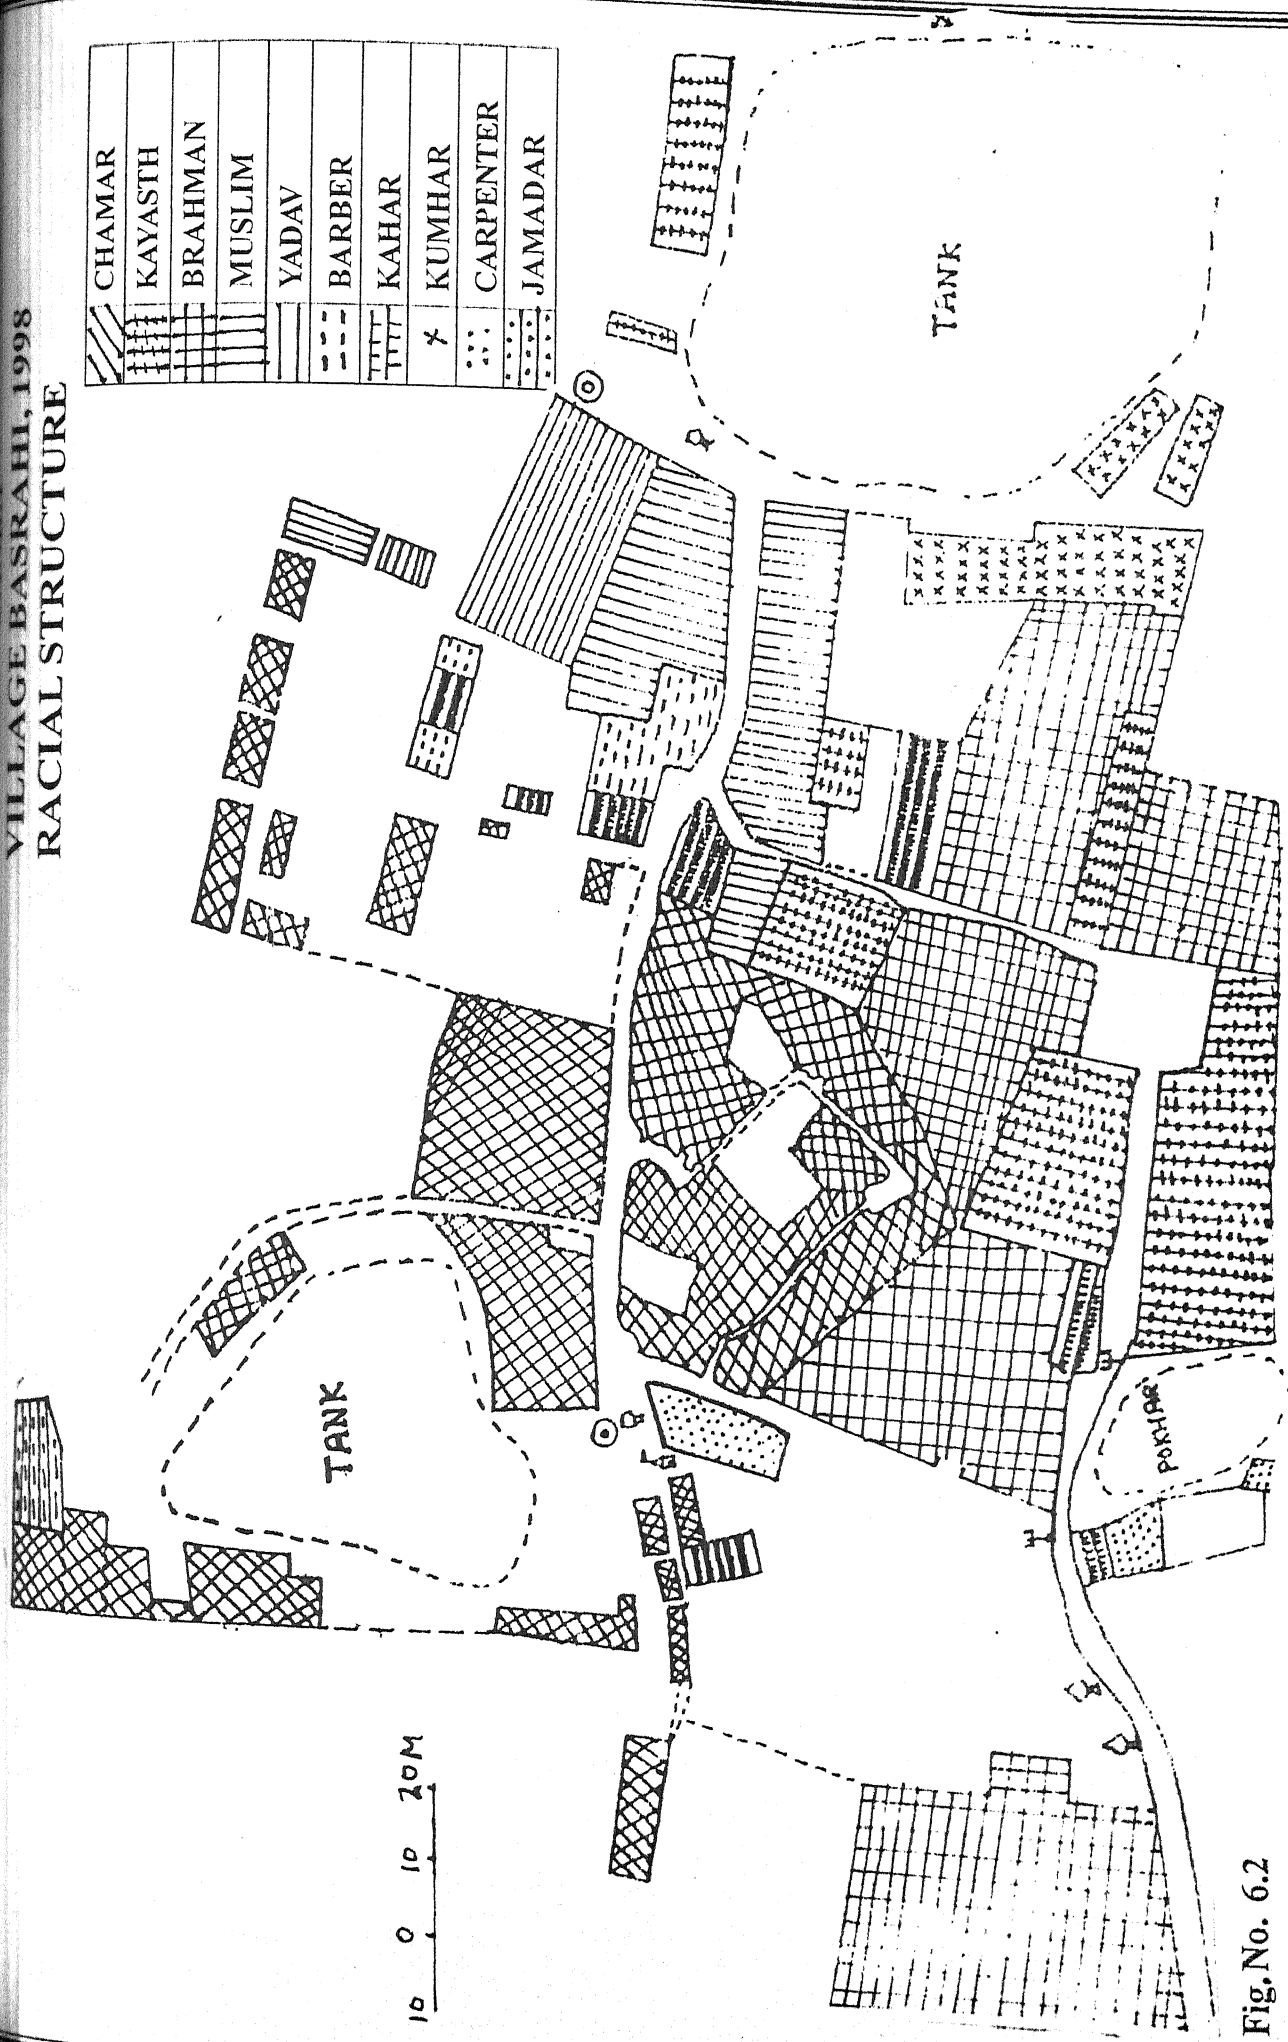 VILLAGE BASRAHI, 1998
RACIAL STRUCTURE
CHAMAR
KAYASTH
BRAHMAN
MUSLIM
YADAV
BARBER
KAHAR
KUMHAR
CARPENTER
JAMADAR
TANK
TANK
POKHAR
10 0 10 20M
Fig.No. 6.2